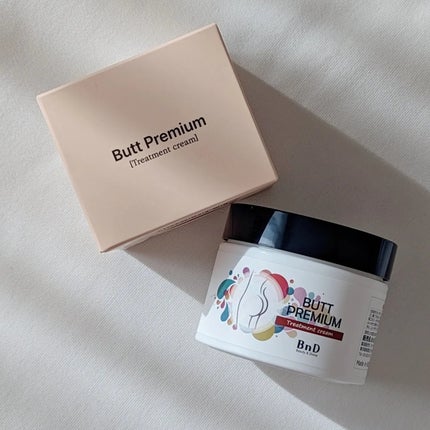 Butt Premium
[Treatment cream]
BUTT
PREMIUM
Treatment cream
BnD